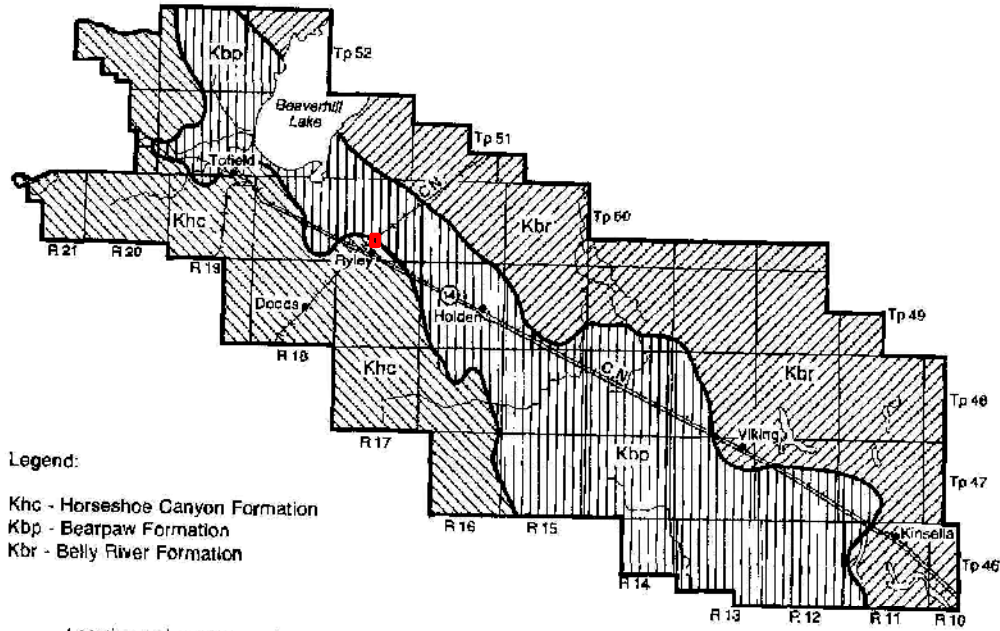 Kbp
Tp 52
Beaverhill
Lake
Tp 51
Tofield
C.N.
Khc
Kbr
Tp 50
R 21
R 20
R 19
Ryley
Dodds
14
Holden
Tp 49
R 18
Khc
C.N.
Kbr
Tp 48
R 17
Viking
Kbp
Tp 47
Legend:
Khc - Horseshoe Canyon Formation
Kbp - Bearpaw Formation
Kbr - Belly River Formation
R 16
R 15
Kinsella
Tp 46
R 14
R 13
R 12
R 11
R 10